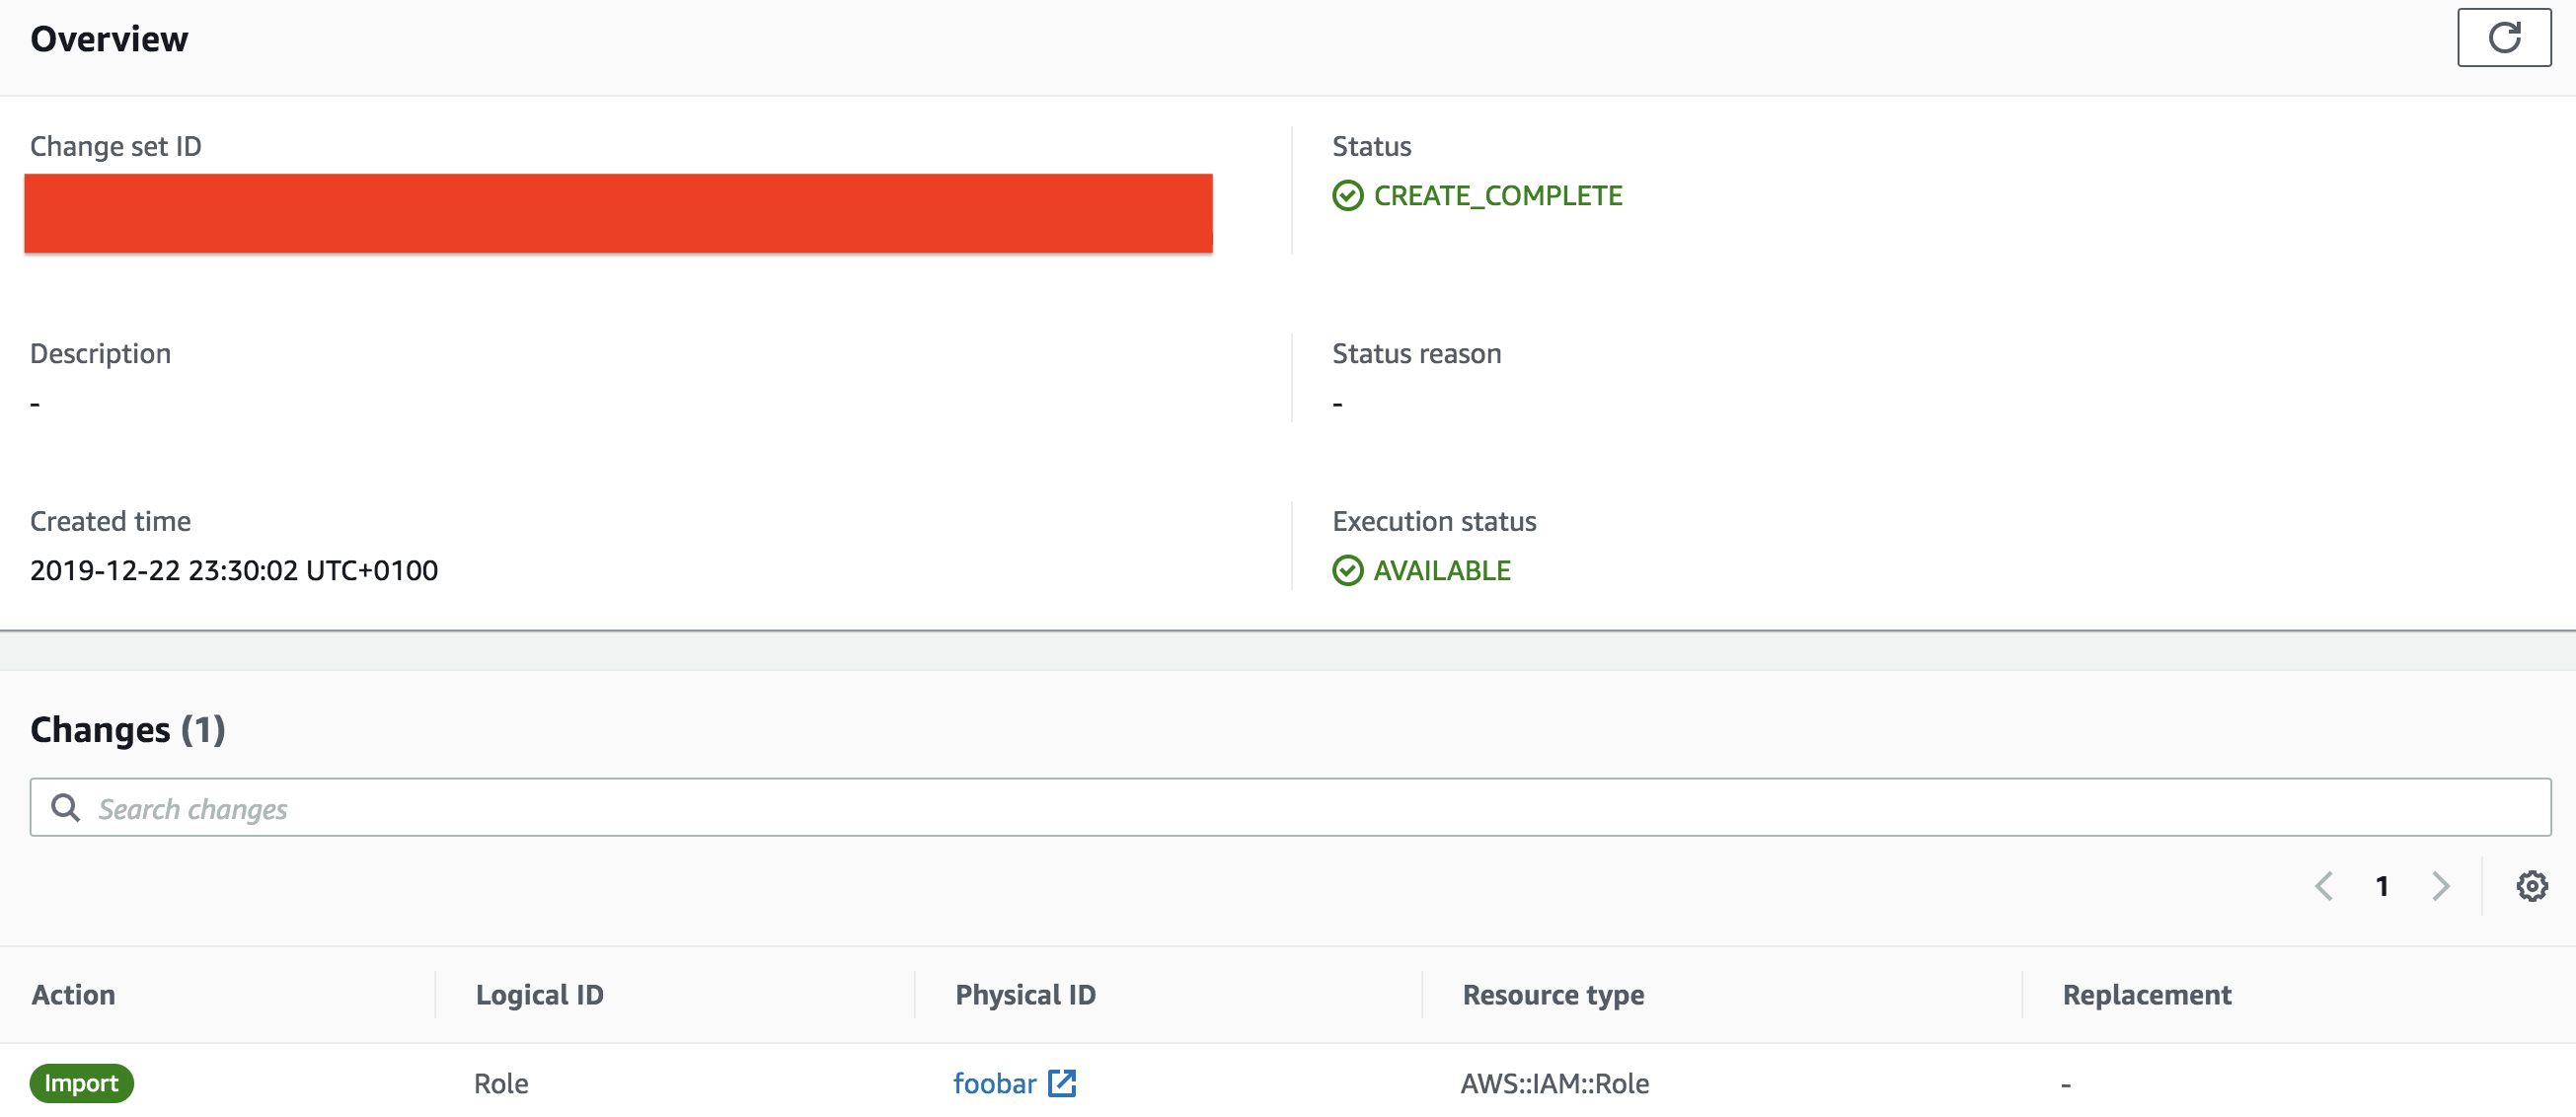 Overview
Change set ID
Status
CREATE_COMPLETE
Description
-
Status reason
-
Created time
2019-12-22 23:30:02 UTC+0100
Execution status
AVAILABLE
Changes (1)
Search changes
1
Action Logical ID Physical ID Resource type Replacement
Import Role foobar AWS::IAM::Role -